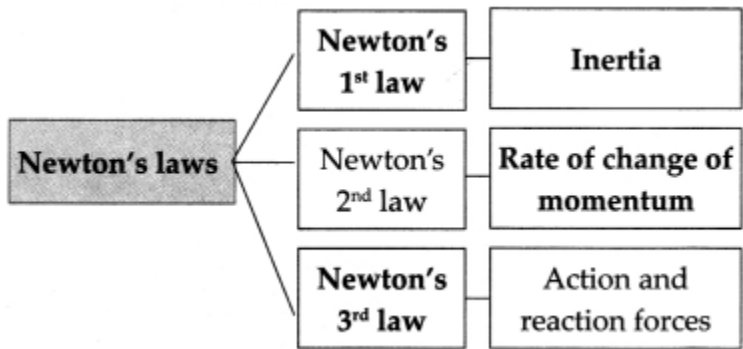 Newton's laws
Newton's
1st law
Inertia
Newton's
2nd law
Rate of change of
momentum
Newton's
3rd law
Action and
reaction forces